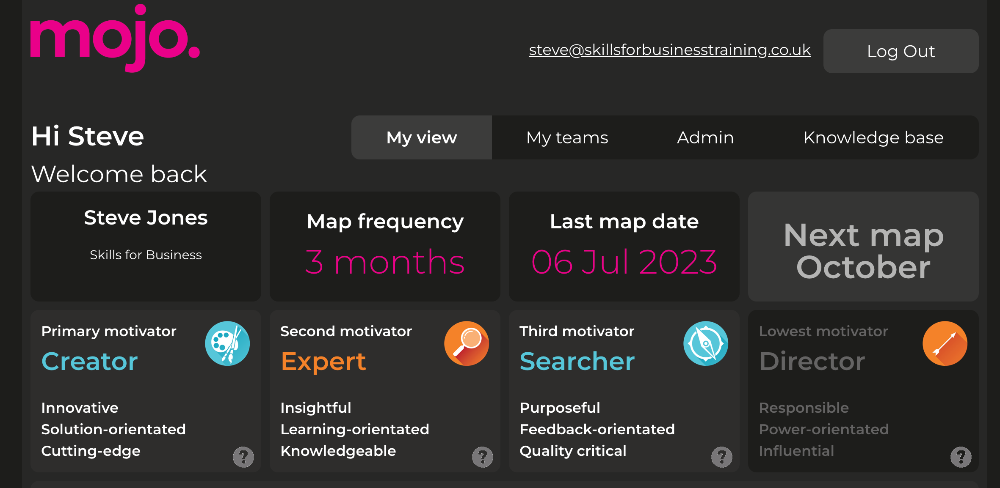 mojo.
steve@skillsforbusinesstraining.co.uk
Log Out
Hi Steve
Welcome back
My view
My teams
Admin
Knowledge base
Steve Jones
Skills for Business
Map frequency
3 months
Last map date
06 Jul 2023
Next map
October
Primary motivator
Creator
Innovative
Solution-orientated
Cutting-edge
?
Second motivator
Expert
Insightful
Learning-orientated
Knowledgeable
?
Third motivator
Searcher
Purposeful
Feedback-orientated
Quality critical
?
Lowest motivator
Director
Responsible
Power-orientated
Influential
?